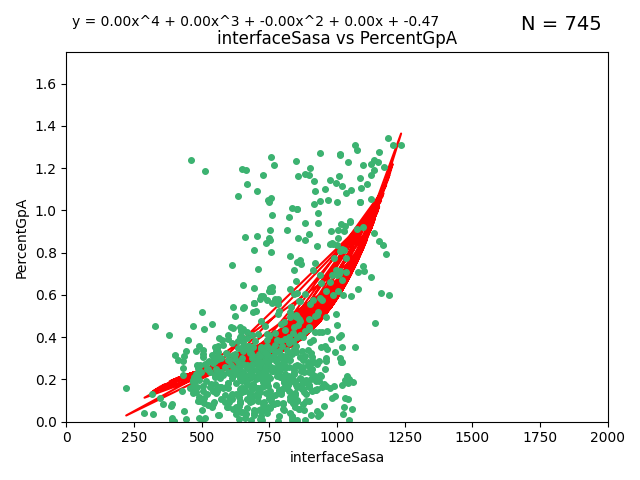 y = 0.00x^4 + 0.00x^3 + -0.00x^2 + 0.00x + -0.47
N = 745
interfaceSasa vs PercentGpA
PercentGpA
1.6
1.4
1.2
1.0
0.8
0.6
0.4
0.2
0.0
0 250 500 750 1000 1250 1500 1750 2000
interfaceSasa